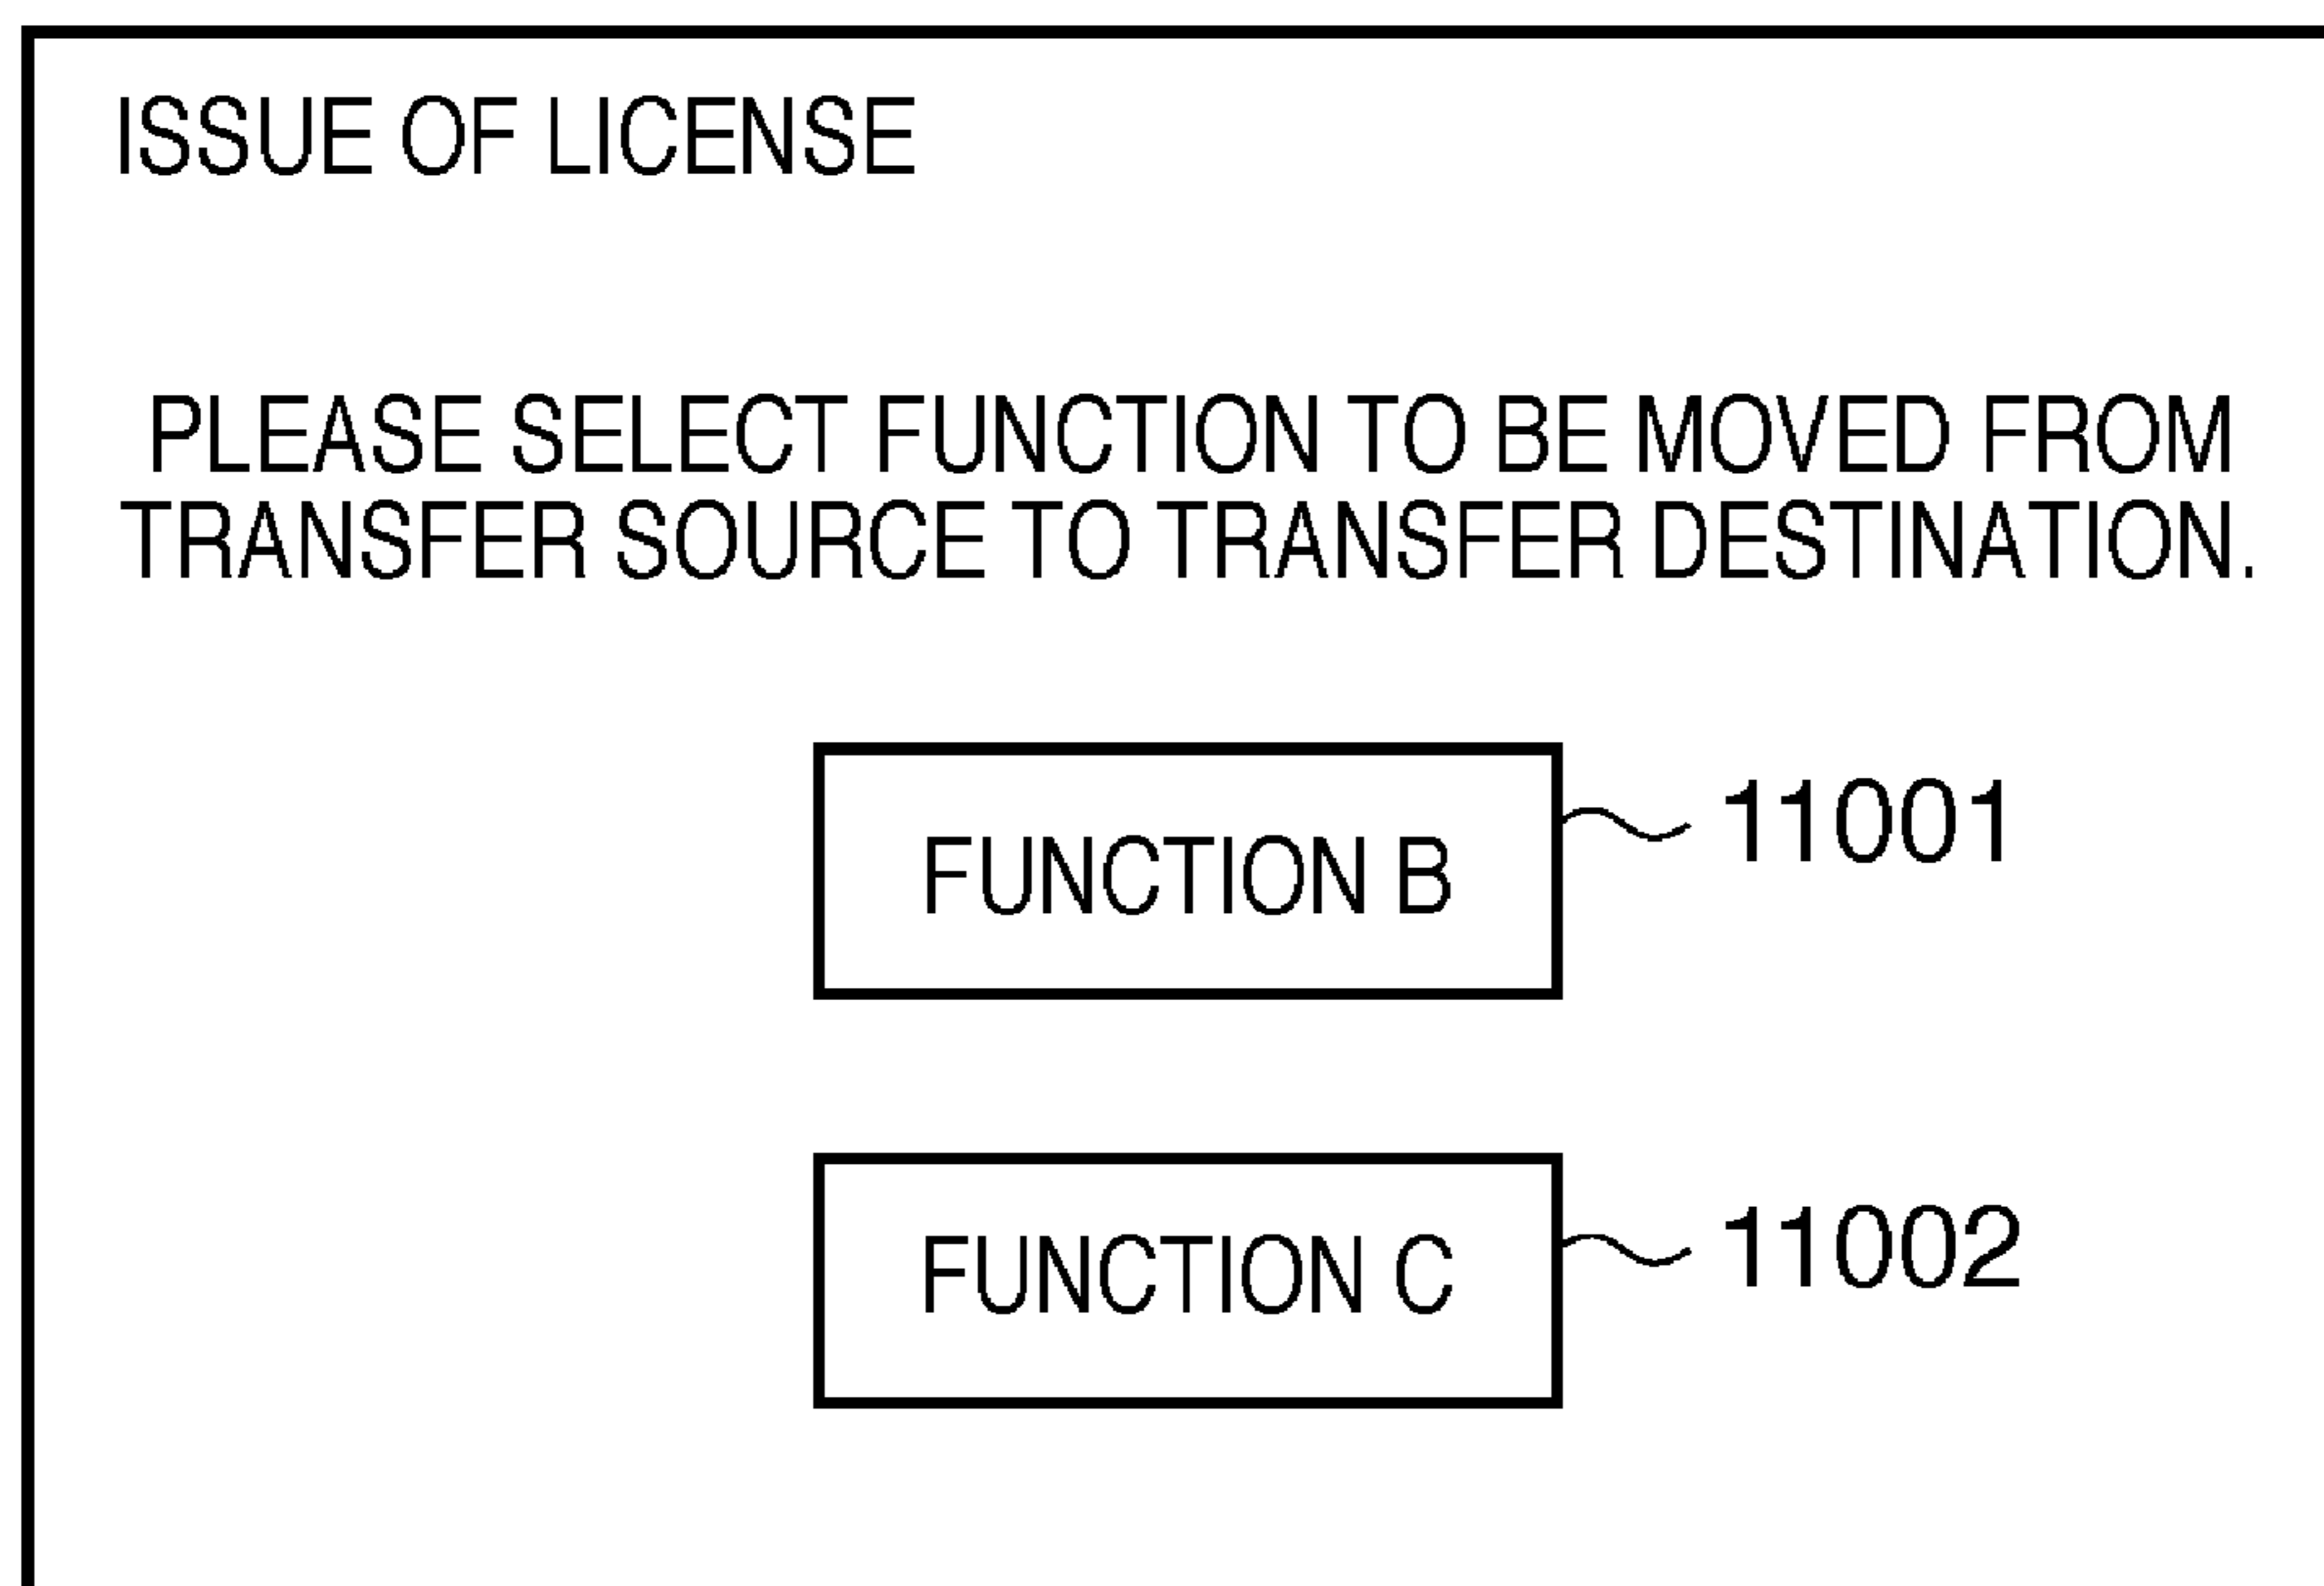 ISSUE OF LICENSE
PLEASE SELECT FUNCTION TO BE MOVED FROM
TRANSFER SOURCE TO TRANSFER DESTINATION.
FUNCTION B
11001
FUNCTION C
11002